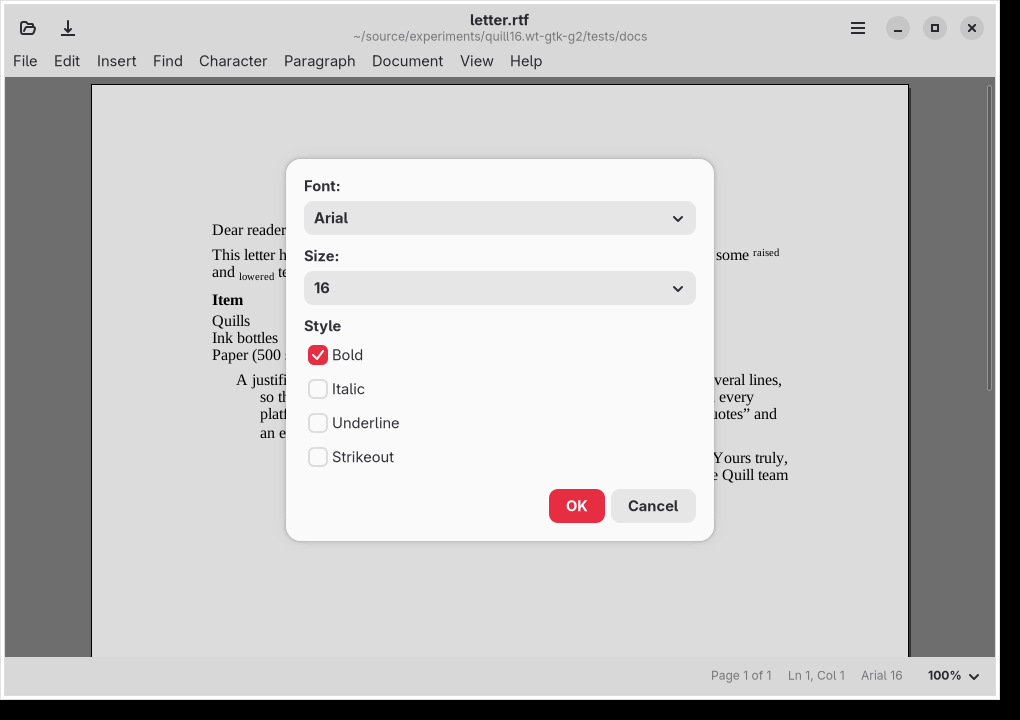 letter.rtf
~/source/experiments/quill16.wt-gtk-g2/tests/docs
File Edit Insert Find Character Paragraph Document View Help
Dear reader
This letter h some raised
and lowered te
Item
Quills
Ink bottles
Paper (500
A justifi veral lines,
so th every
platf uotes” and
an e
Yours truly,
e Quill team
Font:
Arial
Size:
16
Style
Bold
Italic
Underline
Strikeout
OK Cancel
Page 1 of 1 Ln 1, Col 1 Arial 16 100%